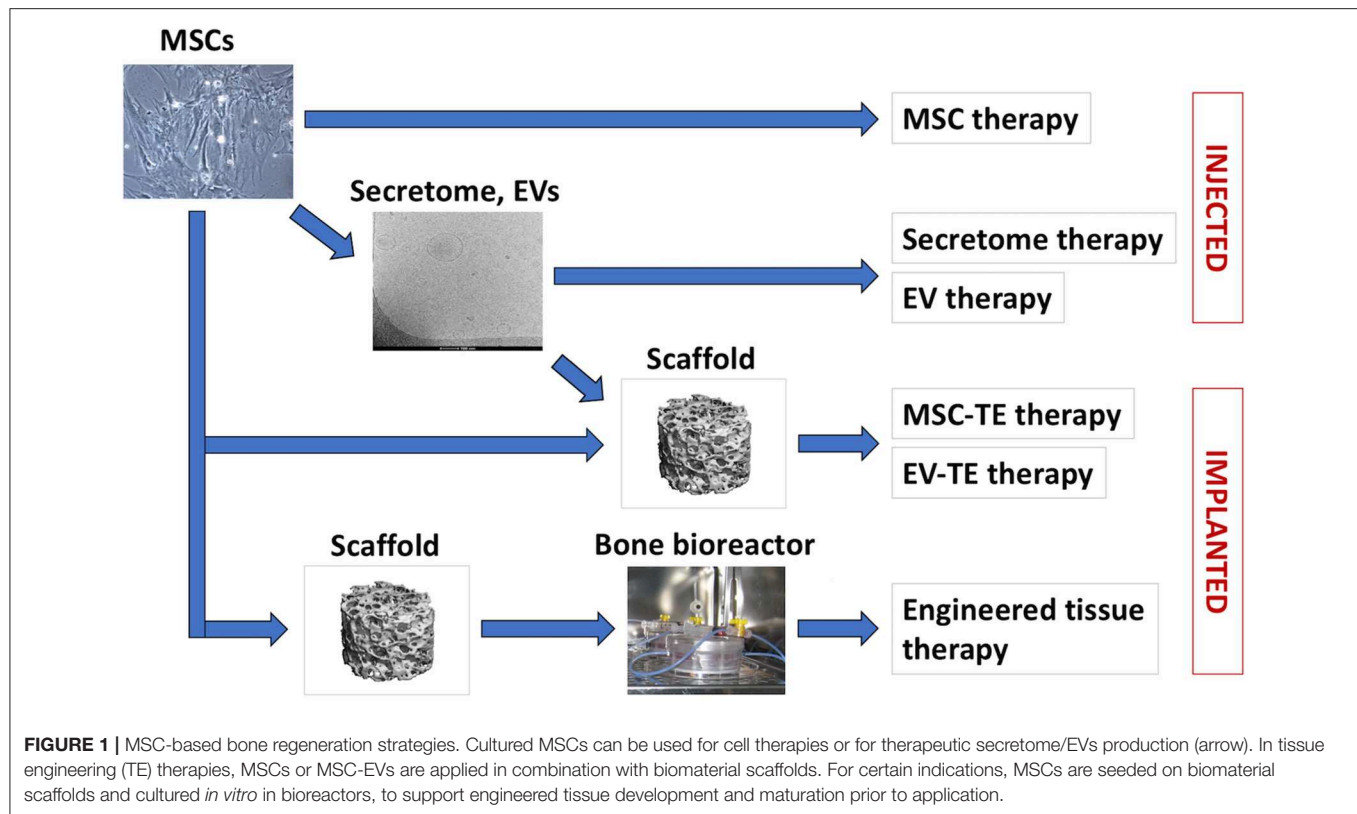 MSCs
MSC therapy
INJECTED
Secretome, EVs
Secretome therapy
EV therapy
Scaffold
MSC-TE therapy
EV-TE therapy
IMPLANTED
Scaffold
Bone bioreactor
Engineered tissue
therapy
FIGURE 1 | MSC-based bone regeneration strategies. Cultured MSCs can be used for cell therapies or for therapeutic secretome/EVs production (arrow). In tissue
engineering (TE) therapies, MSCs or MSC-EVs are applied in combination with biomaterial scaffolds. For certain indications, MSCs are seeded on biomaterial
scaffolds and cultured in vitro in bioreactors, to support engineered tissue development and maturation prior to application.